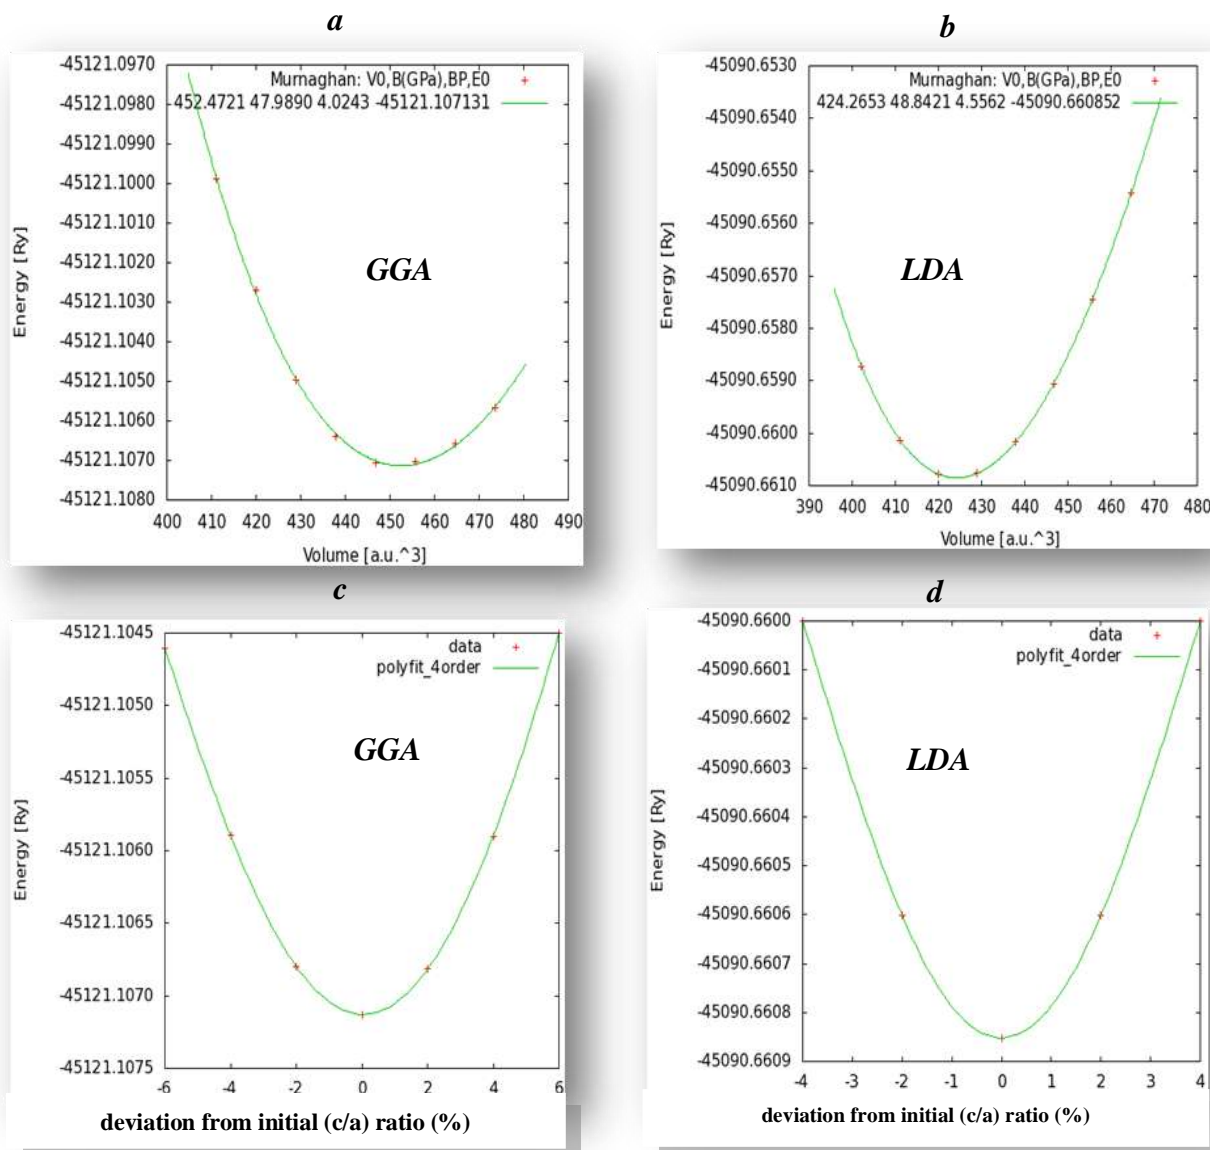 a
-45121.0970
-45121.0980
-45121.0990
-45121.1000
-45121.1010
-45121.1020
-45121.1030
-45121.1040
-45121.1050
-45121.1060
-45121.1070
-45121.1080
Energy [Ry]
Murnaghan: V0,B(GPa),BP,E0
452.4721 47.9890 4.0243 -45121.107131
GGA
400 410 420 430 440 450 460 470 480 490
Volume [a.u.^3]
b
-45090.6530
-45090.6540
-45090.6550
-45090.6560
-45090.6570
-45090.6580
-45090.6590
-45090.6600
-45090.6610
Energy [Ry]
Murnaghan: V0,B(GPa),BP,E0
424.2653 48.8421 4.5562 -45090.660852
LDA
390 400 410 420 430 440 450 460 470 480
Volume [a.u.^3]
c
-45121.1045
-45121.1050
-45121.1055
-45121.1060
-45121.1065
-45121.1070
-45121.1075
Energy [Ry]
data
polyfit_4order
GGA
-6 -4 -2 0 2 4 6
deviation from initial (c/a) ratio (%)
d
-45090.6600
-45090.6601
-45090.6602
-45090.6603
-45090.6604
-45090.6605
-45090.6606
-45090.6607
-45090.6608
-45090.6609
Energy [Ry]
data
polyfit_4order
LDA
-4 -3 -2 -1 0 1 2 3 4
deviation from initial (c/a) ratio (%)